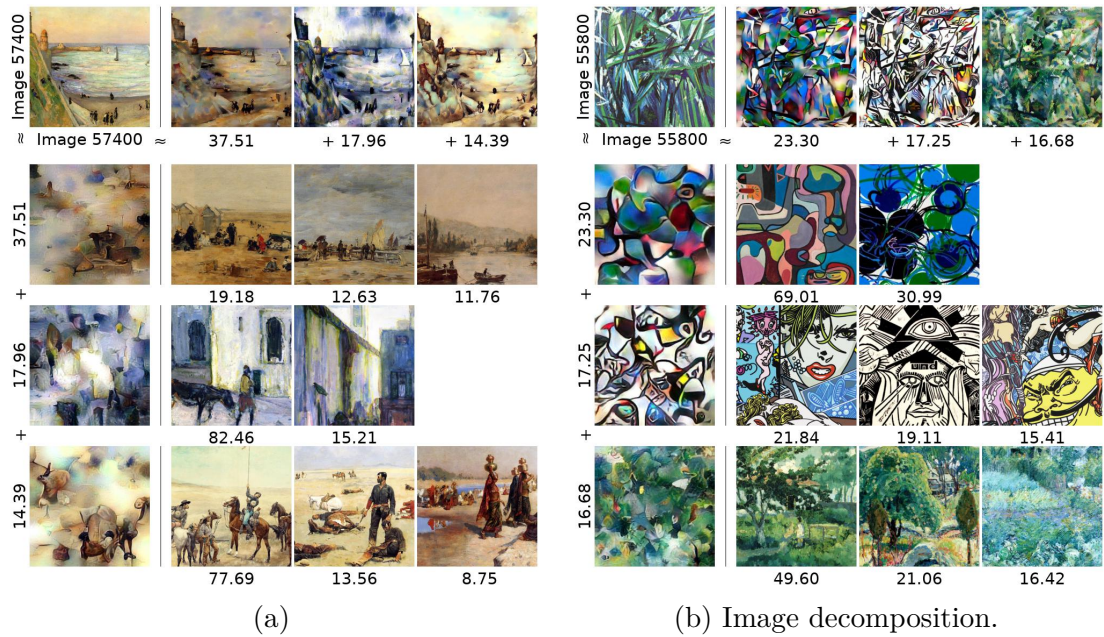 Image 57400
≈ Image 57400 ≈ 37.51 + 17.96 + 14.39
37.51
19.18 12.63 11.76
+
17.96
82.46 15.21
+
14.39
77.69 13.56 8.75
(a)
Image 55800
≈ Image 55800 ≈ 23.30 + 17.25 + 16.68
23.30
69.01 30.99
+
17.25
21.84 19.11 15.41
+
16.68
49.60 21.06 16.42
(b) Image decomposition.